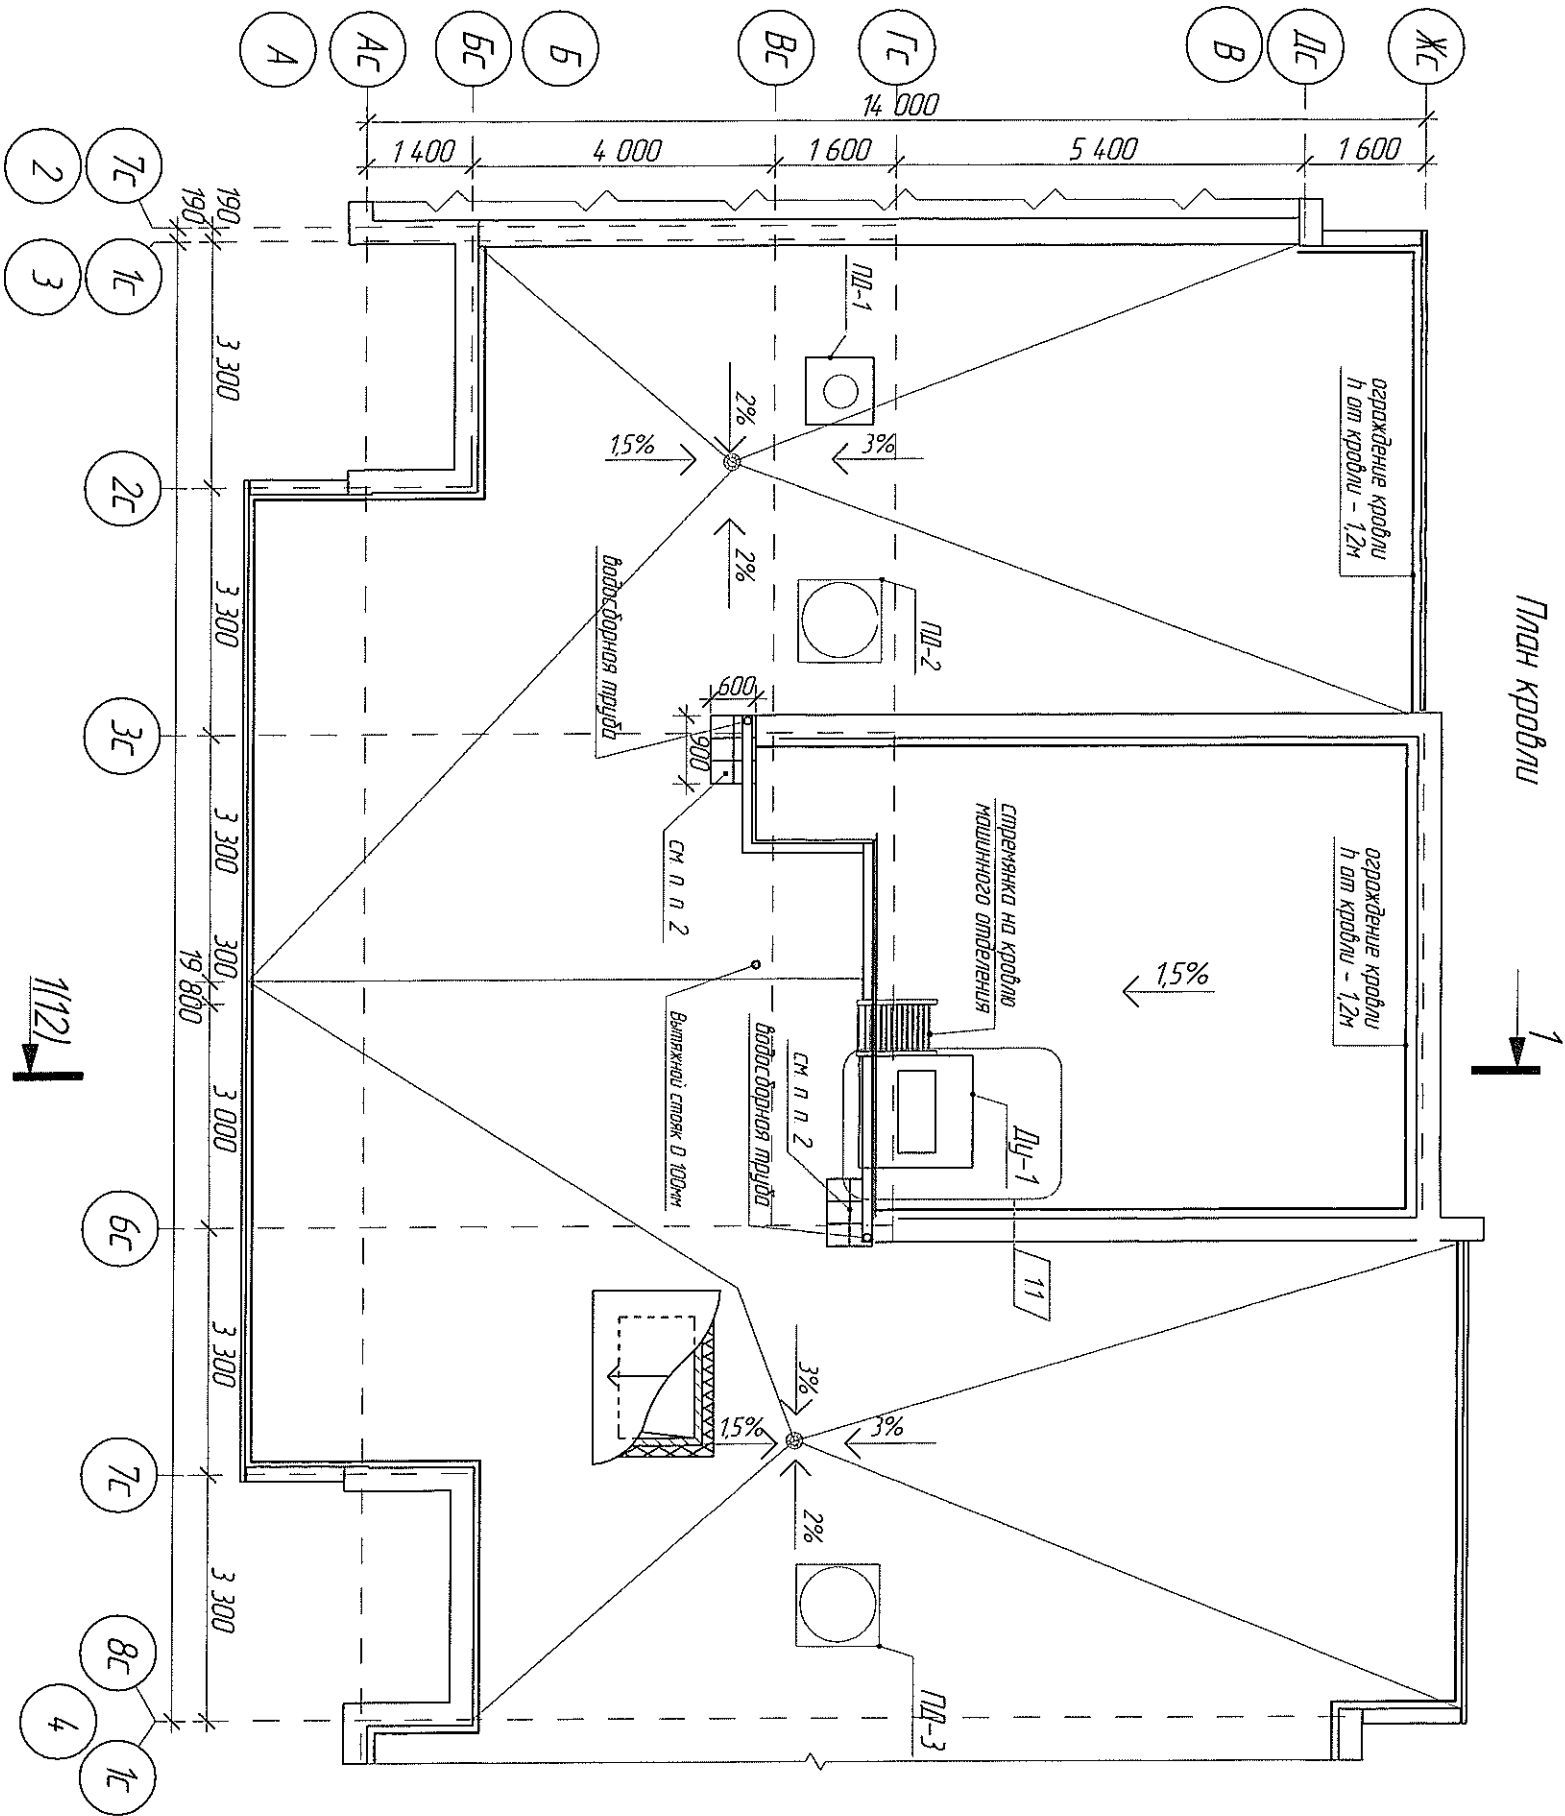 План кровли
1
1(12)
Жс
Дс
В
Гс
Вс
Б
Бс
Ас
А
14 000
1 600
5 400
1 600
4 000
1 400
ограждение кровли
h от кровли - 1,2м
ограждение кровли
h от кровли - 1,2м
ПД-1
ПД-2
ПД-3
2%
3%
1,5%
2%
1,5%
3%
3%
1,5%
2%
стремянка на кровлю
машинного отделения
Ду-1
11
600
900
водосборная труба
см п п 2
см п п 2
водосборная труба
Вытяжной стояк D 100мм
190
190
3 300
3 300
3 300
300
3 000
3 300
3 300
19 800
7с
2
1с
3
2с
3с
6с
7с
8с
4
1с